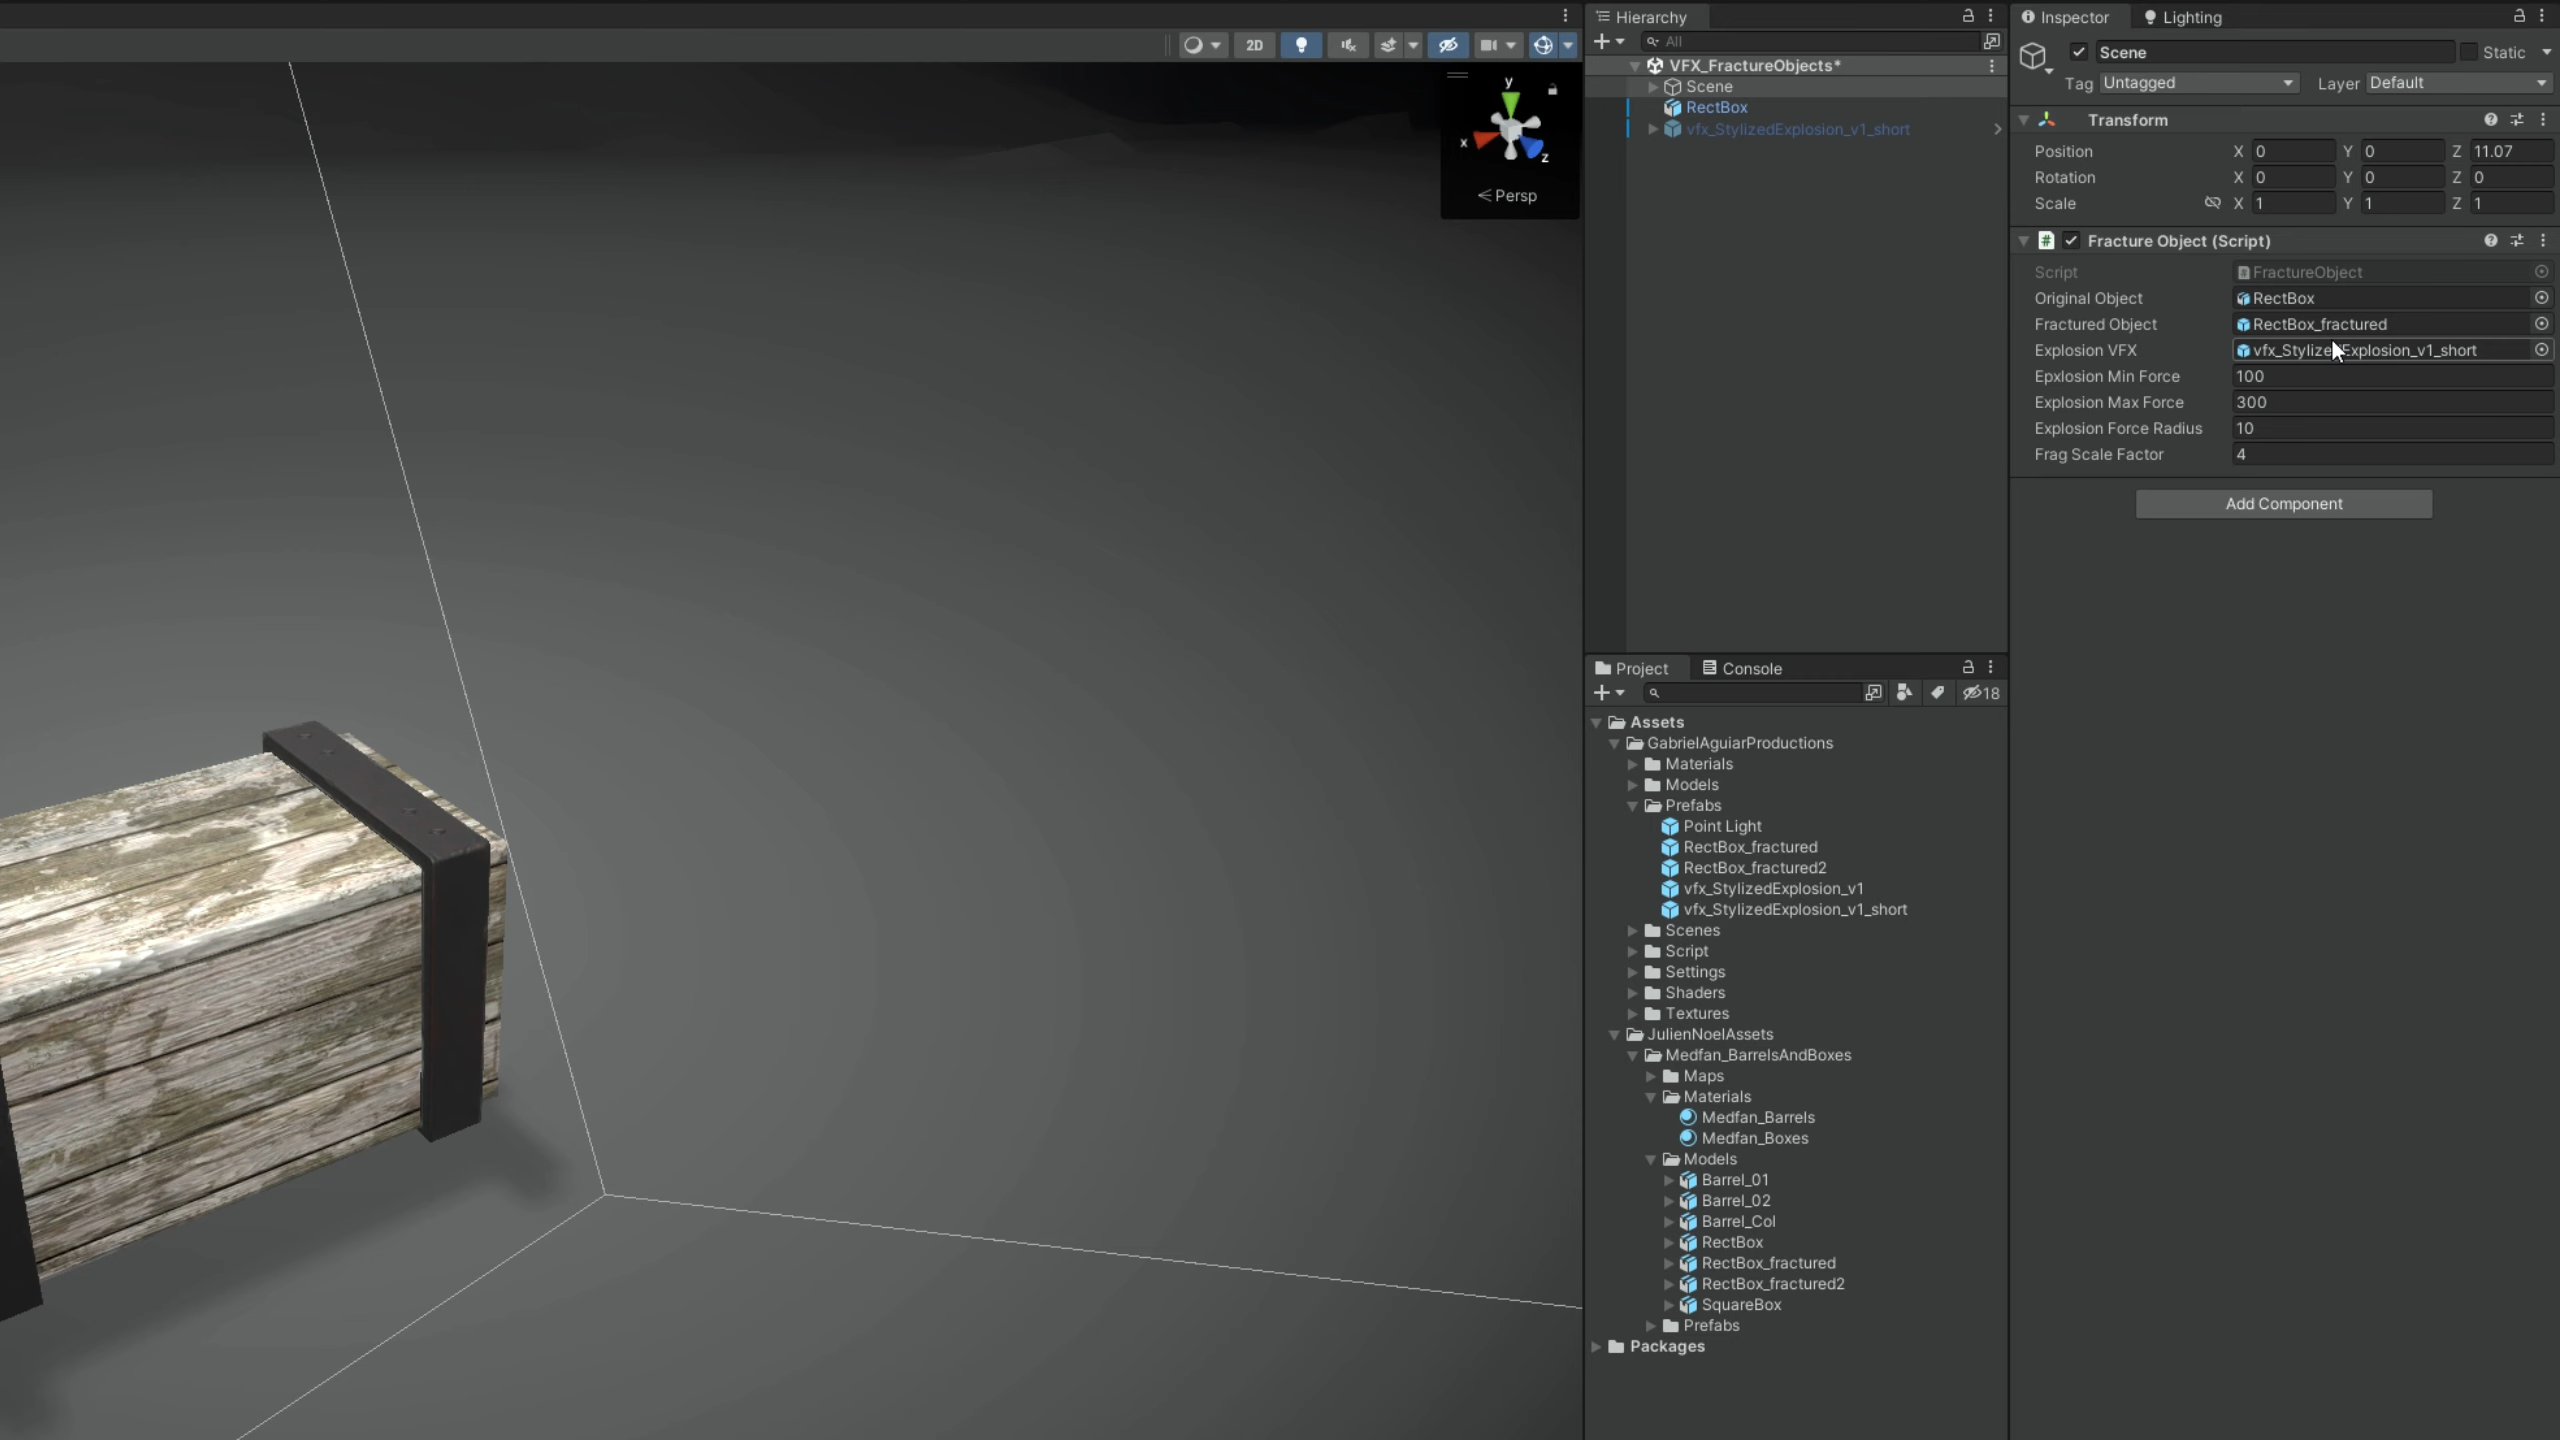 2D
y
x
z
Persp
Hierarchy
All
VFX_FractureObjects*
Scene
RectBox
vfx_StylizedExplosion_v1_short
Project
Console
18
Assets
GabrielAguiarProductions
Materials
Models
Prefabs
Point Light
RectBox_fractured
RectBox_fractured2
vfx_StylizedExplosion_v1
vfx_StylizedExplosion_v1_short
Scenes
Script
Settings
Shaders
Textures
JulienNoelAssets
Medfan_BarrelsAndBoxes
Maps
Materials
Medfan_Barrels
Medfan_Boxes
Models
Barrel_01
Barrel_02
Barrel_Col
RectBox
RectBox_fractured
RectBox_fractured2
SquareBox
Prefabs
Packages
Inspector
Lighting
Scene
Static
Tag Untagged Layer Default
Transform
Position X 0 Y 0 Z 11.07
Rotation X 0 Y 0 Z 0
Scale X 1 Y 1 Z 1
# Fracture Object (Script)
Script FractureObject
Original Object RectBox
Fractured Object RectBox_fractured
Explosion VFX vfx_StylizedExplosion_v1_short
Epxlosion Min Force 100
Explosion Max Force 300
Explosion Force Radius 10
Frag Scale Factor 4
Add Component